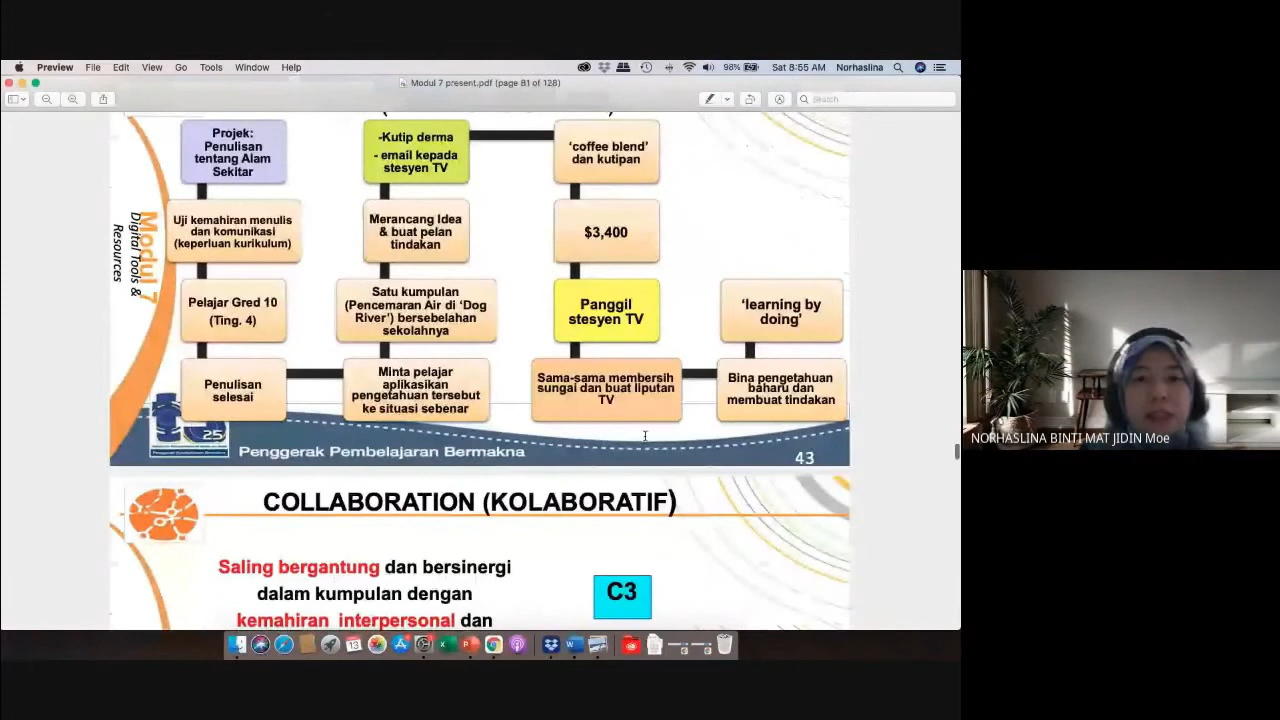 Preview File Edit View Go Tools Window Help
98% Sat 8:55 AM Norhaslina
Modul 7 present.pdf (page 81 of 128)
Search
Projek:
Penulisan
tentang Alam
Sekitar
-Kutip derma
- email kepada
stesyen TV
'coffee blend'
dan kutipan
Uji kemahiran menulis
dan komunikasi
(keperluan kurikulum)
Merancang Idea
& buat pelan
tindakan
$3,400
Pelajar Gred 10
(Ting. 4)
Satu kumpulan
(Pencemaran Air di 'Dog
River') bersebelahan
sekolahnya
Panggil
stesyen TV
'learning by
doing'
Penulisan
selesai
Minta pelajar
aplikasikan
pengetahuan tersebut
ke situasi sebenar
Sama-sama membersih
sungai dan buat liputan
TV
Bina pengetahuan
baharu dan
membuat tindakan
Modul 7
Digital Tools &
Resources
25
Penggerak Pembelajaran Bermakna
43
COLLABORATION (KOLABORATIF)
Saling bergantung dan bersinergi
dalam kumpulan dengan
kemahiran interpersonal dan
C3
NORHASLINA BINTI MAT JIDIN Moe